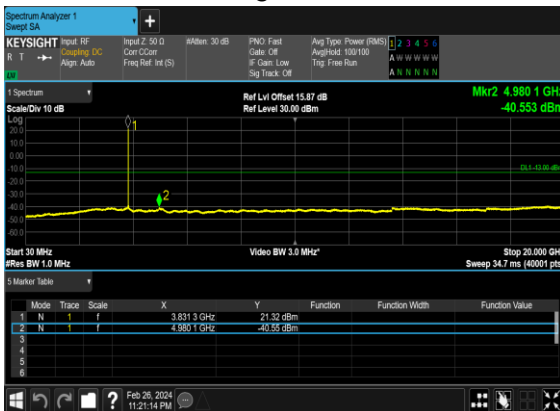 Spectrum Analyzer 1
Swept SA
KEYSIGHT Input: RF Input Z: 50 Ω #Atten: 30 dB PNO: Fast Avg Type: Power (RMS) 1 2 3 4 5 6
R T Coupling: DC Corr CCorr Gate: Off Avg|Hold: 100/100 A W W W W W
Align: Auto Freq Ref: Int (S) IF Gain: Low Trig: Free Run
Sig Track: Off A N N N N N
1 Spectrum Ref Lvl Offset 15.87 dB Mkr2 4.980 1 GHz
Scale/Div 10 dB Ref Level 30.00 dBm -40.553 dBm
Log
20.0 1
10.0
0.00
-10.0 DL1 -13.00 dBm
-20.0
-30.0 2
-40.0
-50.0
-60.0
Start 30 MHz Video BW 3.0 MHz* Stop 20.000 GHz
#Res BW 1.0 MHz Sweep 34.7 ms (40001 pts)
5 Marker Table
Mode Trace Scale X Y Function Function Width Function Value
1 N 1 f 3.831 3 GHz 21.32 dBm
2 N 1 f 4.980 1 GHz -40.55 dBm
3
4
5
6
? Feb 26, 2024
11:21:14 PM